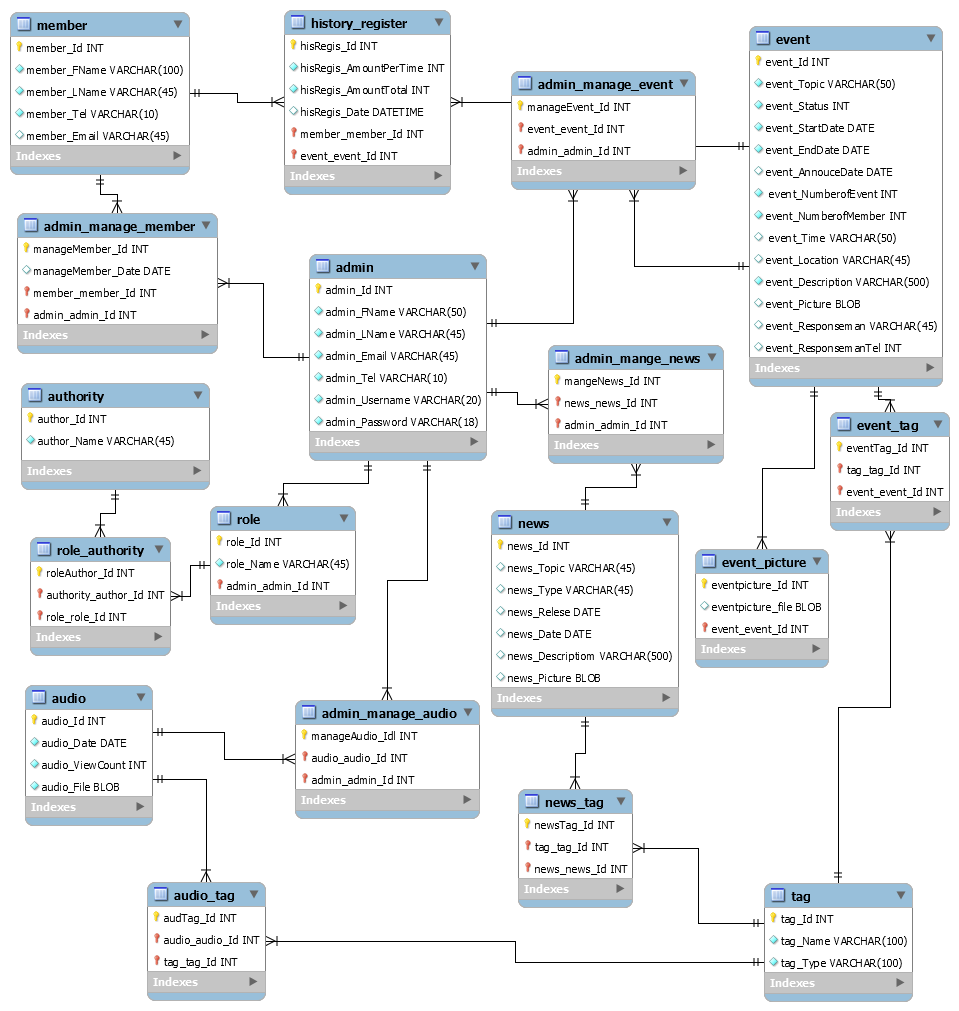 member
member_Id INT
member_FName VARCHAR(100)
member_LName VARCHAR(45)
member_Tel VARCHAR(10)
member_Email VARCHAR(45)
Indexes
history_register
hisRegis_Id INT
hisRegis_AmountPerTime INT
hisRegis_AmountTotal INT
hisRegis_Date DATETIME
member_member_Id INT
event_event_Id INT
Indexes
admin_manage_event
manageEvent_Id INT
event_event_Id INT
admin_admin_Id INT
Indexes
event
event_Id INT
event_Topic VARCHAR(50)
event_Status INT
event_StartDate DATE
event_EndDate DATE
event_AnnouceDate DATE
event_NumberofEvent INT
event_NumberofMember INT
event_Time VARCHAR(50)
event_Location VARCHAR(45)
event_Description VARCHAR(500)
event_Picture BLOB
event_Responseman VARCHAR(45)
event_ResponsemanTel INT
Indexes
admin_manage_member
manageMember_Id INT
manageMember_Date DATE
member_member_Id INT
admin_admin_Id INT
Indexes
admin
admin_Id INT
admin_FName VARCHAR(50)
admin_LName VARCHAR(45)
admin_Email VARCHAR(45)
admin_Tel VARCHAR(10)
admin_Username VARCHAR(20)
admin_Password VARCHAR(18)
Indexes
admin_mange_news
mangeNews_Id INT
news_news_Id INT
admin_admin_Id INT
Indexes
authority
author_Id INT
author_Name VARCHAR(45)
Indexes
event_tag
eventTag_Id INT
tag_tag_Id INT
event_event_Id INT
Indexes
role_authority
roleAuthor_Id INT
authority_author_Id INT
role_role_Id INT
Indexes
role
role_Id INT
role_Name VARCHAR(45)
admin_admin_Id INT
Indexes
news
news_Id INT
news_Topic VARCHAR(45)
news_Type VARCHAR(45)
news_Relese DATE
news_Date DATE
news_Descriptiom VARCHAR(500)
news_Picture BLOB
Indexes
event_picture
eventpicture_Id INT
eventpicture_file BLOB
event_event_Id INT
Indexes
audio
audio_Id INT
audio_Date DATE
audio_ViewCount INT
audio_File BLOB
Indexes
admin_manage_audio
manageAudio_Idl INT
audio_audio_Id INT
admin_admin_Id INT
Indexes
news_tag
newsTag_Id INT
tag_tag_Id INT
news_news_Id INT
Indexes
audio_tag
audTag_Id INT
audio_audio_Id INT
tag_tag_Id INT
Indexes
tag
tag_Id INT
tag_Name VARCHAR(100)
tag_Type VARCHAR(100)
Indexes